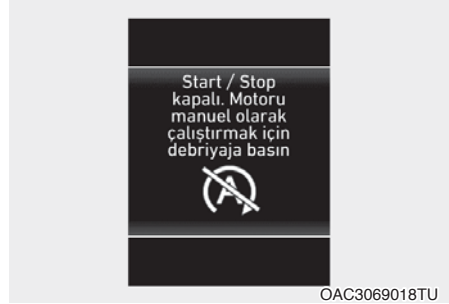 Start / Stop
kapalı. Motoru
manuel olarak
çalıştırmak için
debriyaja basın
A
OAC3069018TU